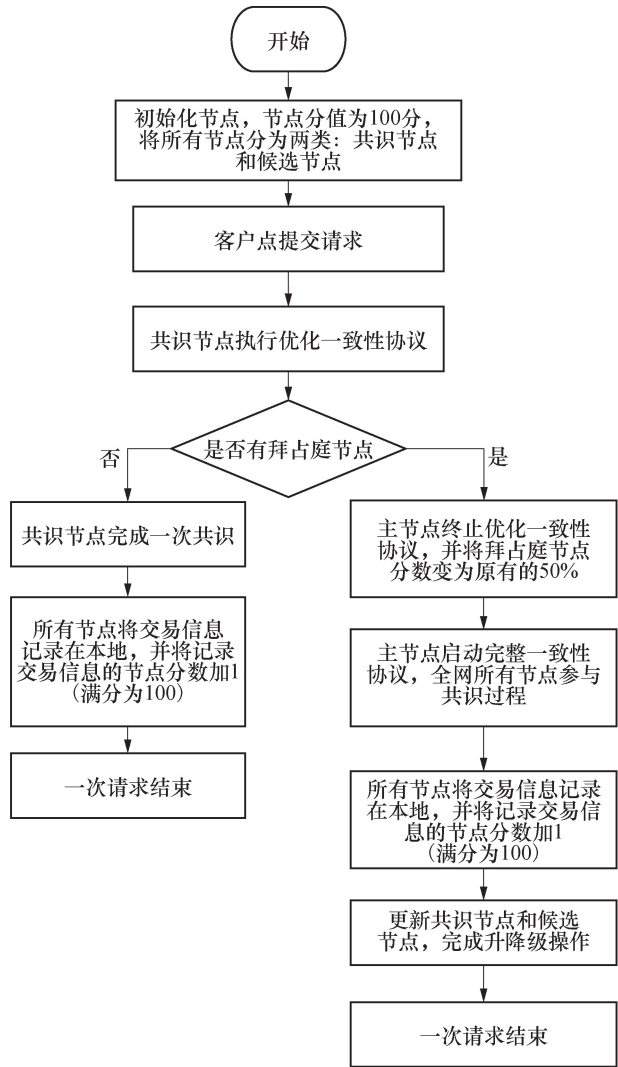 开始
初始化节点，节点分值为100分，
将所有节点分为两类：共识节点
和候选节点
客户点提交请求
共识节点执行优化一致性协议
是否有拜占庭节点
否
是
共识节点完成一次共识
所有节点将交易信息
记录在本地，并将记录
交易信息的节点分数加1
（满分为100）
一次请求结束
主节点终止优化一致性
协议，并将拜占庭节点
分数变为原有的50%
主节点启动完整一致性
协议，全网所有节点参与
共识过程
所有节点将交易信息记录
在本地，并将记录交易信
息的节点分数加1
（满分为100）
更新共识节点和候选
节点，完成升降级操作
一次请求结束